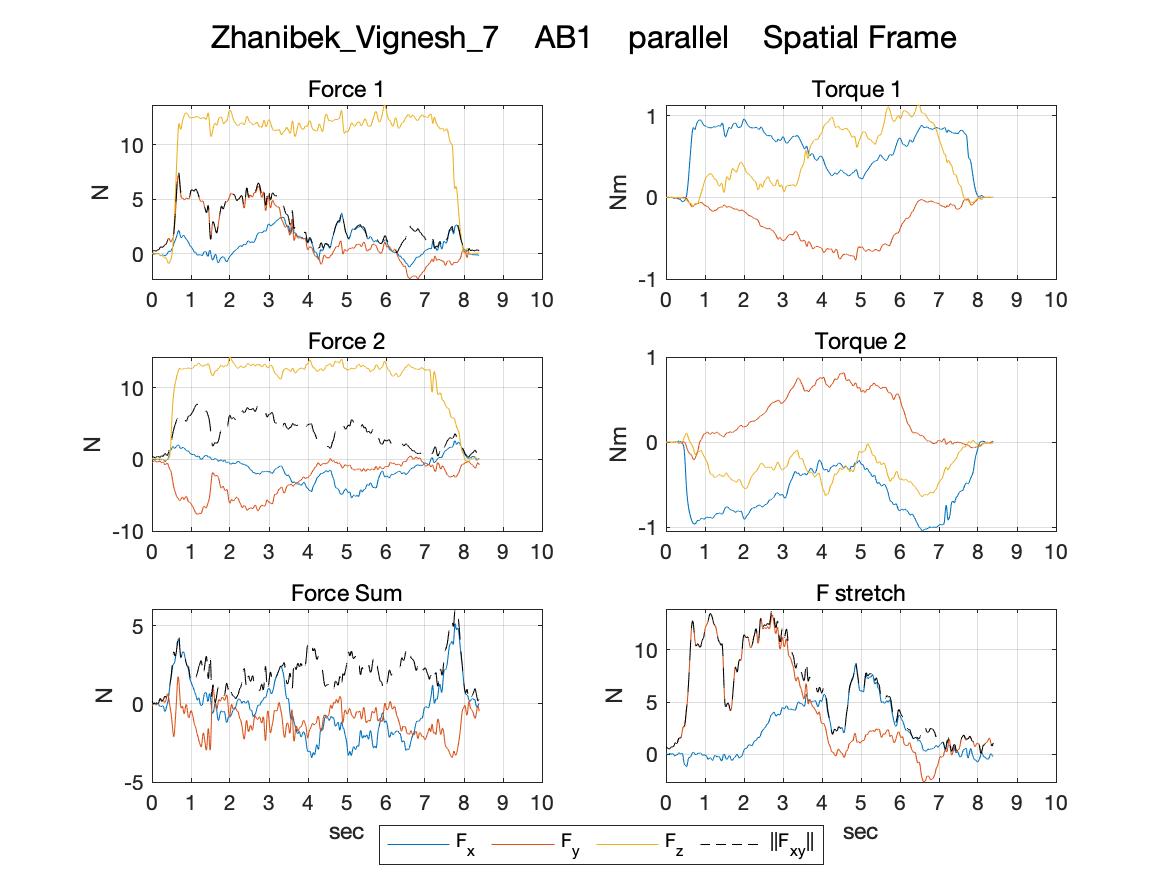 Zhanibek_Vignesh_7 AB1 parallel Spatial Frame
Force 1
N
10
5
0
0 1 2 3 4 5 6 7 8 9 10
Torque 1
Nm
1
0
-1
0 1 2 3 4 5 6 7 8 9 10
Force 2
N
10
0
-10
0 1 2 3 4 5 6 7 8 9 10
Torque 2
Nm
1
0
-1
0 1 2 3 4 5 6 7 8 9 10
Force Sum
N
5
0
-5
0 1 2 3 4 5 6 7 8 9 10
sec
F stretch
N
10
5
0
0 1 2 3 4 5 6 7 8 9 10
sec
Fx Fy Fz ||Fxy||